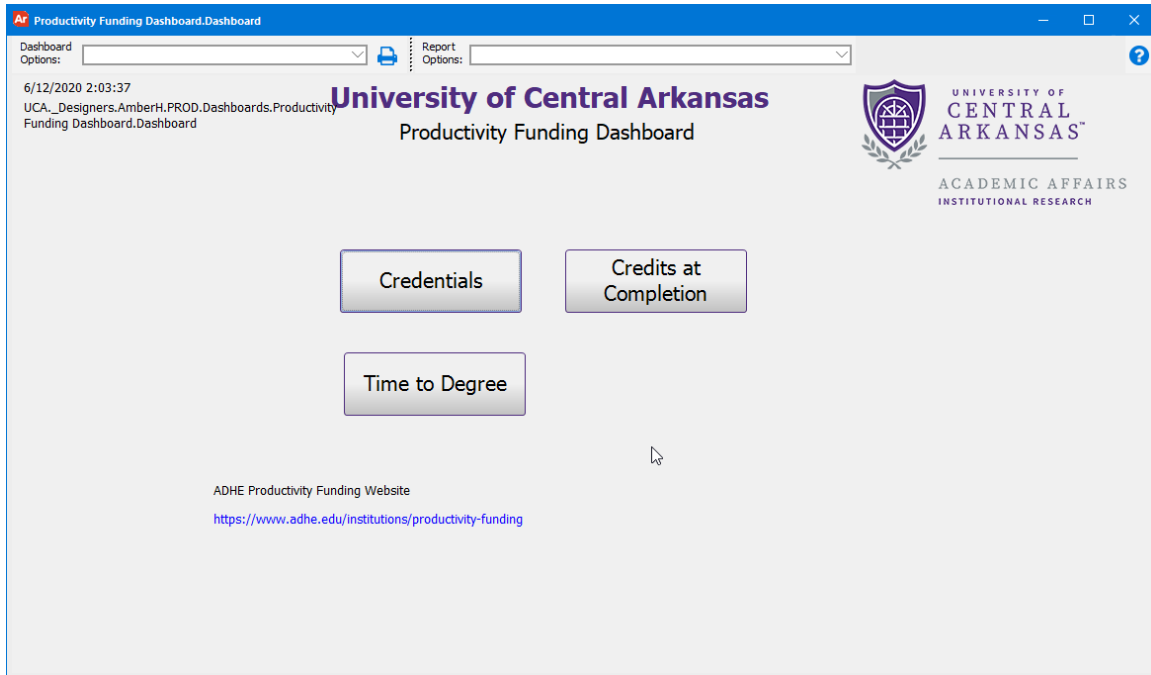 Ar Productivity Funding Dashboard.Dashboard
Dashboard
Options:
Report
Options:
?
6/12/2020 2:03:37
UCA._Designers.AmberH.PROD.Dashboards.Productivity
Funding Dashboard.Dashboard
University of Central Arkansas
Productivity Funding Dashboard
UNIVERSITY OF
CENTRAL
ARKANSAS™
ACADEMIC AFFAIRS
INSTITUTIONAL RESEARCH
Credentials
Credits at
Completion
Time to Degree
ADHE Productivity Funding Website
https://www.adhe.edu/institutions/productivity-funding